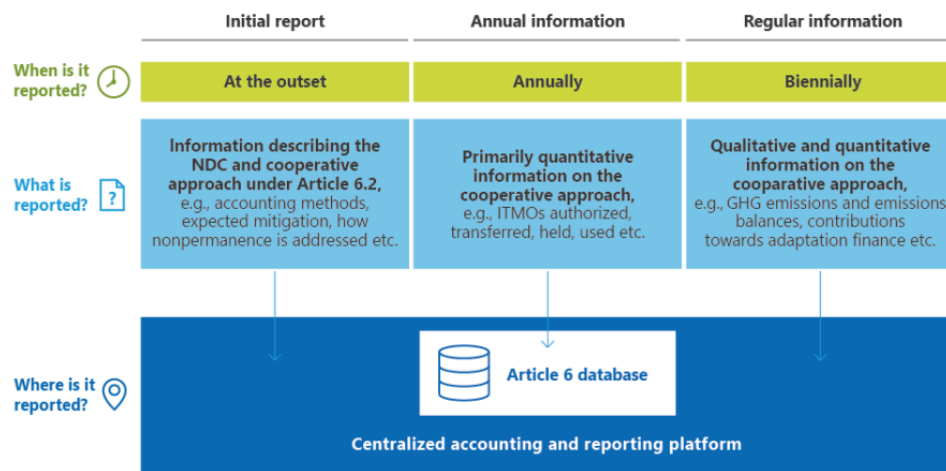 Initial report
Annual information
Regular information
When is it
reported?
At the outset
Annually
Biennially
What is
reported?
Information describing the
NDC and cooperative
approach under Article 6.2,
e.g., accounting methods,
expected mitigation, how
nonpermanence is addressed etc.
Primarily quantitative
information on the
cooperative approach,
e.g., ITMOs authorized,
transferred, held, used etc.
Qualitative and quantitative
information on the
cooparative approach,
e.g., GHG emissions and emissions
balances, contributions
towards adaptation finance etc.
Where is it
reported?
Article 6 database
Centralized accounting and reporting platform